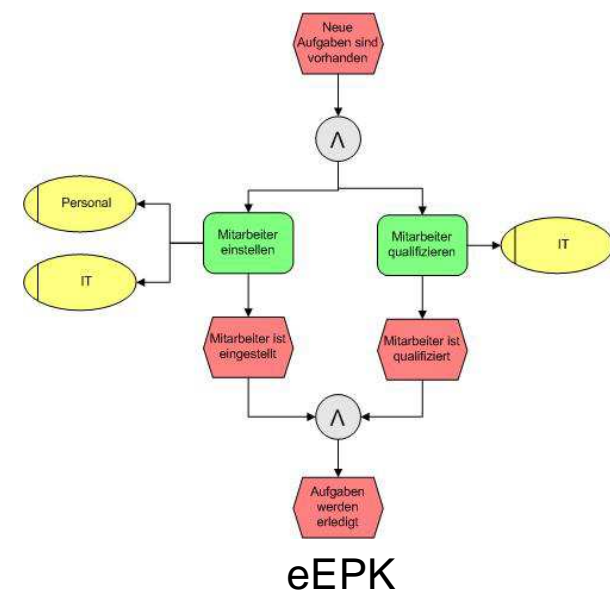 Neue
Aufgaben sind
vorhanden
Λ
Personal
IT
Mitarbeiter
einstellen
Mitarbeiter
qualifizieren
IT
Mitarbeiter ist
eingestellt
Mitarbeiter ist
qualifiziert
Λ
Aufgaben
werden
erledigt
eEPK